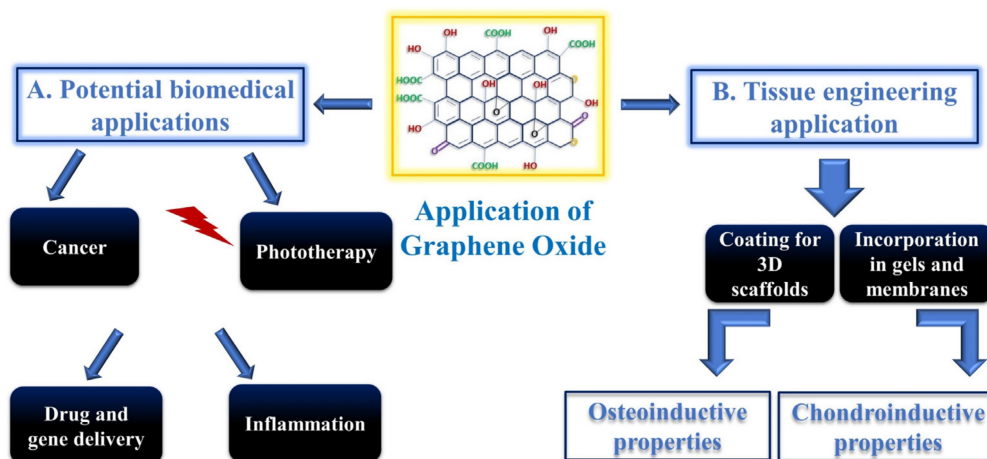 OH
COOH
OH
HO
COOH
HOOC
OH
OH
O
HOOC
OH
O
HO
O
O
O
O
COOH
HO
COOH
A. Potential biomedical
applications
B. Tissue engineering
application
Application of
Graphene Oxide
Cancer
Phototherapy
Drug and
gene delivery
Inflammation
Coating for
3D
scaffolds
Incorporation
in gels and
membranes
Osteoinductive
properties
Chondroinductive
properties